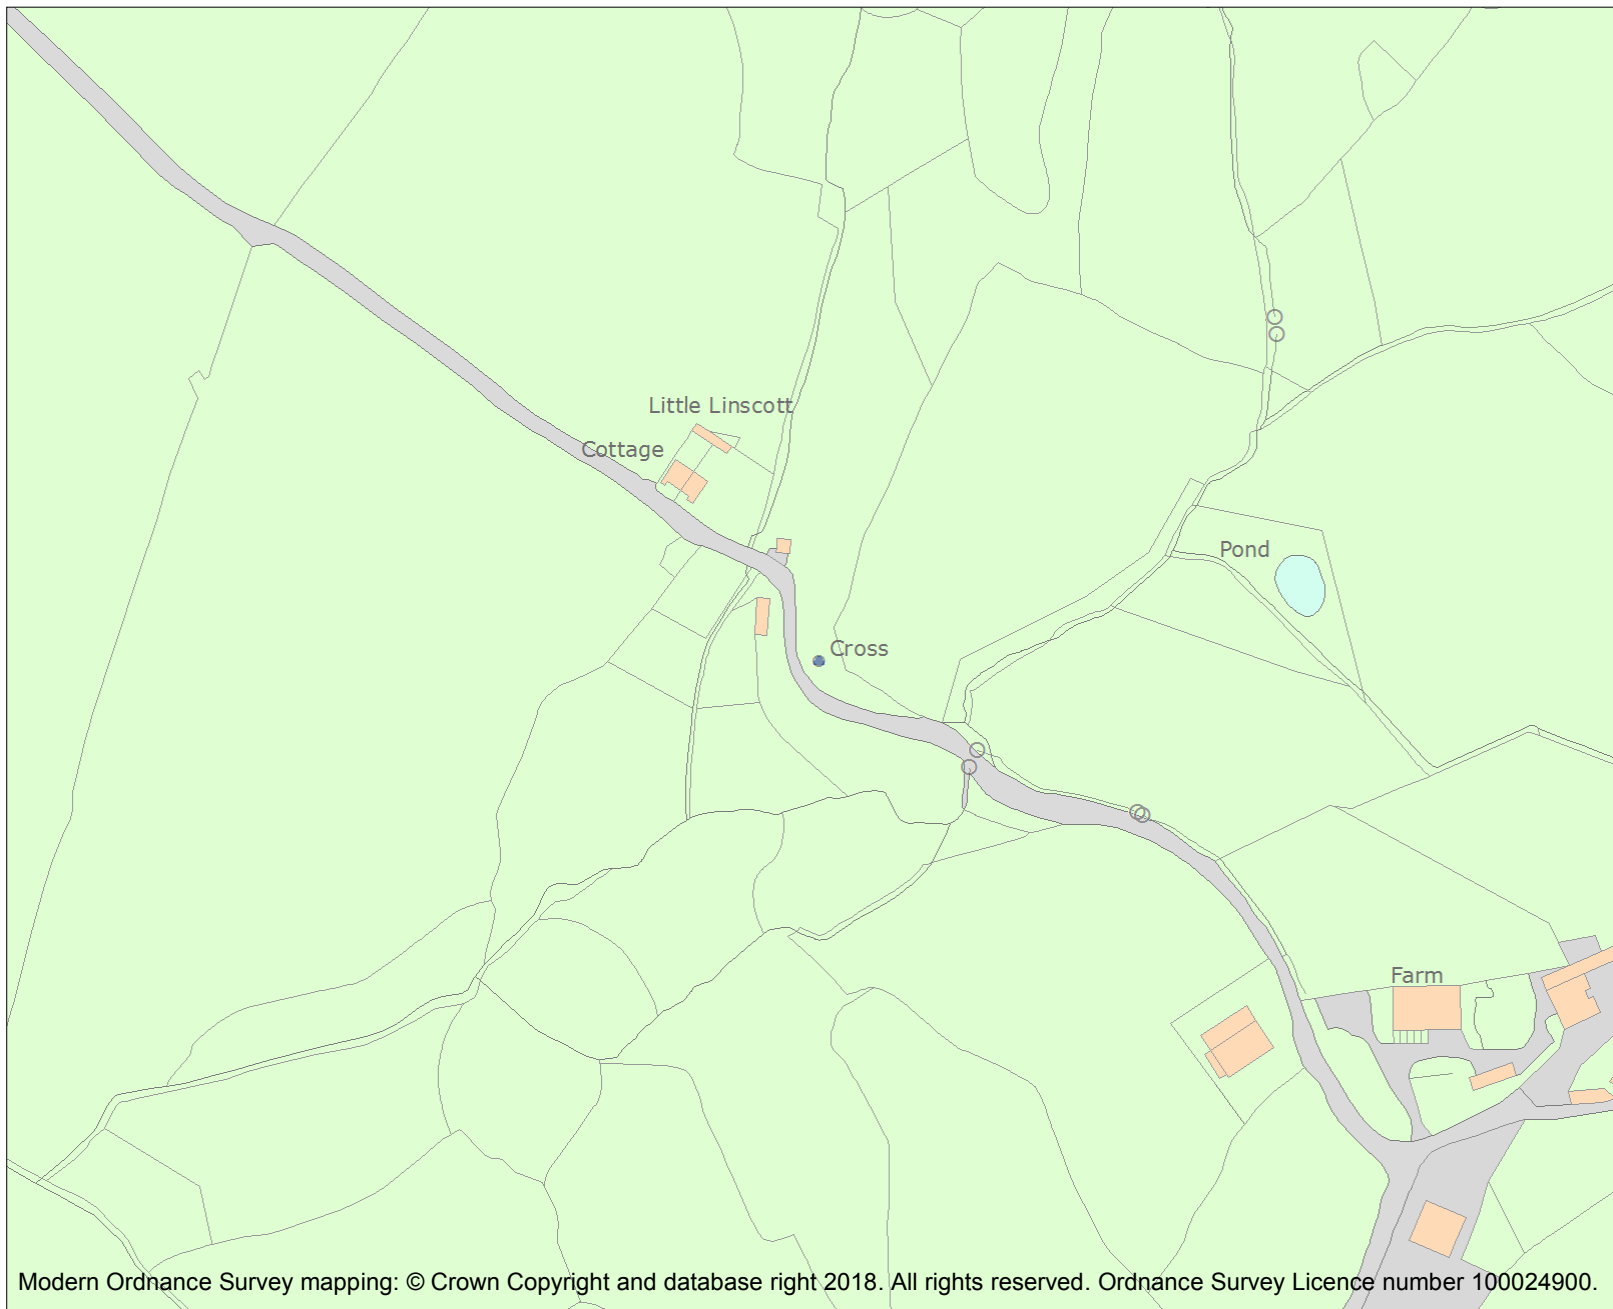 Little Linscott
Cottage
Pond
Cross
Farm
Modern Ordnance Survey mapping: © Crown Copyright and database right 2018. All rights reserved. Ordnance Survey Licence number 100024900.